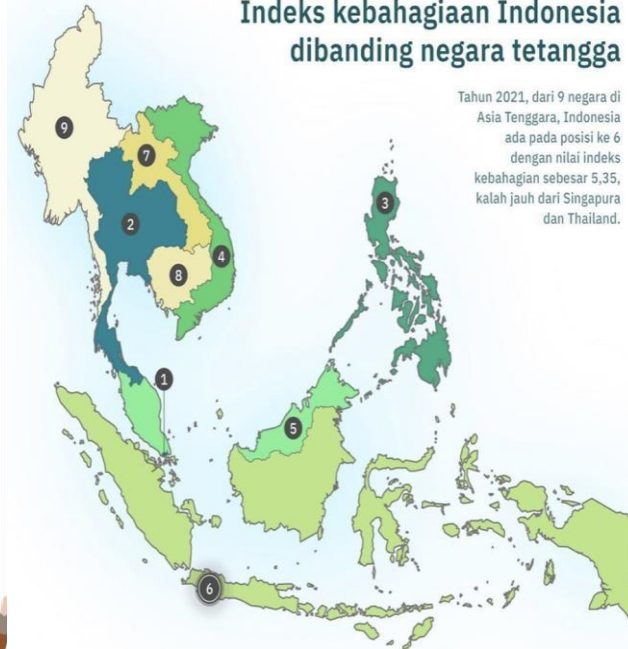 Indeks kebahagiaan Indonesia
dibanding negara tetangga
Tahun 2021, dari 9 negara di
Asia Tenggara, Indonesia
ada pada posisi ke 6
dengan nilai indeks
kebahagian sebesar 5,35,
kalah jauh dari Singapura
dan Thailand.
9
7
3
2
4
8
1
5
6